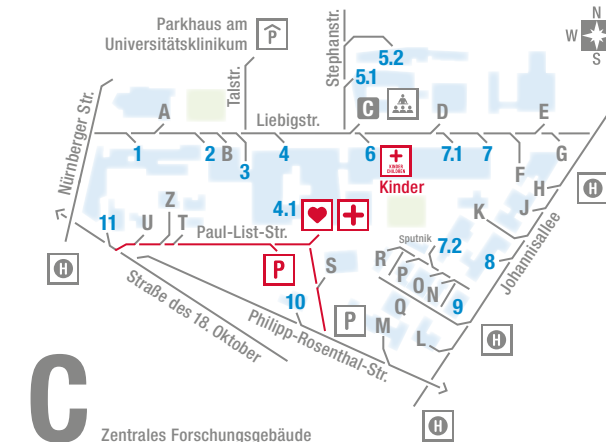 N
W
S
Parkhaus am
Universitätsklinikum
P
Stephanstr.
5.2
5.1
Talstr.
C
Nürnberger Str.
A
Liebigstr.
D
E
1
2
B
3
4
6
KINDER
CHILDREN
Kinder
7.1
7
F
G
H
J
H
K
4.1
Z
11
U
T
Paul-List-Str.
Sputnik
7.2
R
P
O
N
8
9
Johannisallee
H
P
S
Q
10
P
M
L
H
Straße des 18. Oktober
Philipp-Rosenthal-Str.
H
C
Zentrales Forschungsgebäude